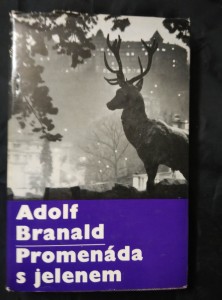 Adolf
Branald
Promenáda
s jelenem